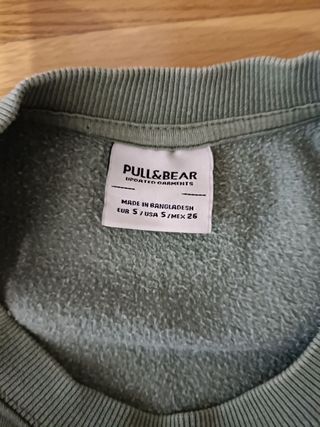 PULL&BEAR
UPDATED GARMENTS
MADE IN BANGLADESH
EUR S / USA S / MEX 26